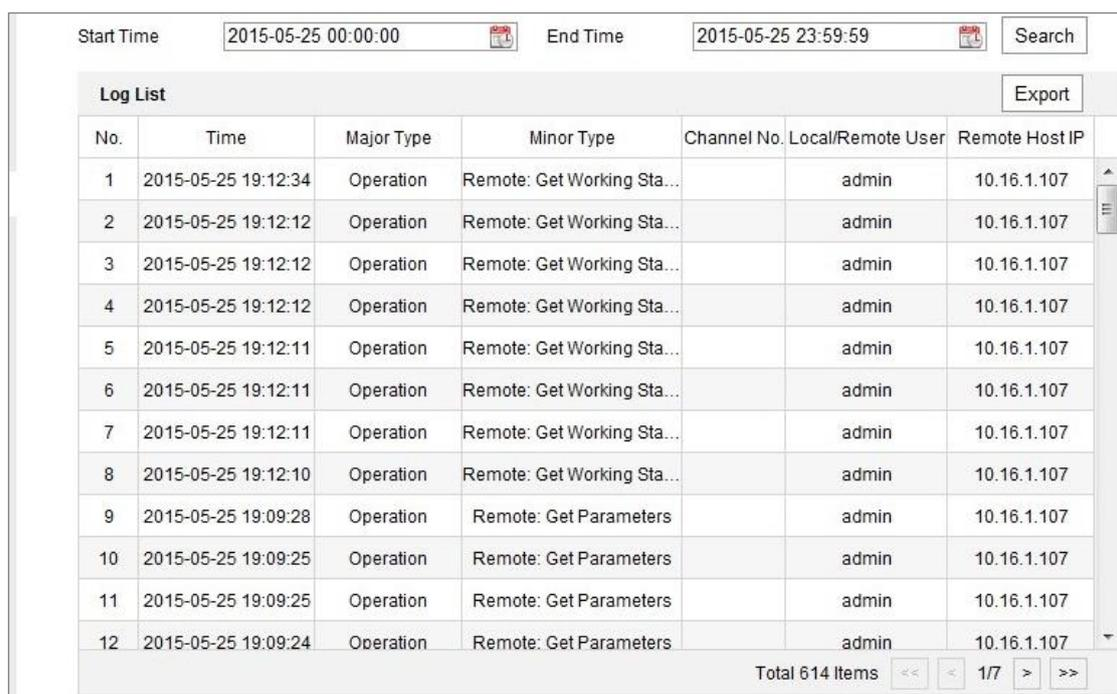 Start Time 2015-05-25 00:00:00 End Time 2015-05-25 23:59:59 Search
Log List Export
No. Time Major Type Minor Type Channel No. Local/Remote User Remote Host IP
1 2015-05-25 19:12:34 Operation Remote: Get Working Sta... admin 10.16.1.107
2 2015-05-25 19:12:12 Operation Remote: Get Working Sta... admin 10.16.1.107
3 2015-05-25 19:12:12 Operation Remote: Get Working Sta... admin 10.16.1.107
4 2015-05-25 19:12:12 Operation Remote: Get Working Sta... admin 10.16.1.107
5 2015-05-25 19:12:11 Operation Remote: Get Working Sta... admin 10.16.1.107
6 2015-05-25 19:12:11 Operation Remote: Get Working Sta... admin 10.16.1.107
7 2015-05-25 19:12:11 Operation Remote: Get Working Sta... admin 10.16.1.107
8 2015-05-25 19:12:10 Operation Remote: Get Working Sta... admin 10.16.1.107
9 2015-05-25 19:09:28 Operation Remote: Get Parameters admin 10.16.1.107
10 2015-05-25 19:09:25 Operation Remote: Get Parameters admin 10.16.1.107
11 2015-05-25 19:09:25 Operation Remote: Get Parameters admin 10.16.1.107
12 2015-05-25 19:09:24 Operation Remote: Get Parameters admin 10.16.1.107
Total 614 Items << < 1/7 > >>